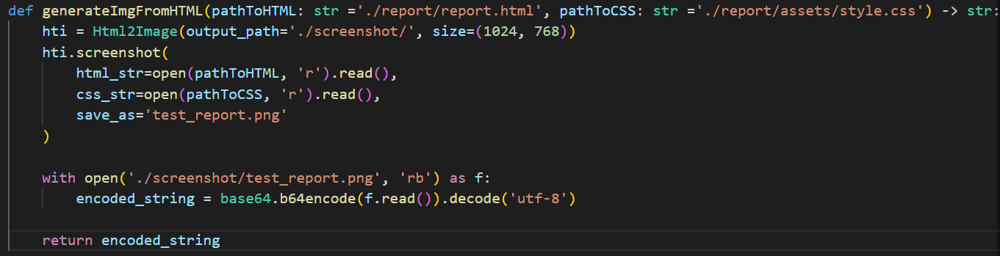 def generateImgFromHTML(pathToHTML: str ='./report/report.html', pathToCSS: str ='./report/assets/style.css') -> str:
    hti = Html2Image(output_path='./screenshot/', size=(1024, 768))
    hti.screenshot(
        html_str=open(pathToHTML, 'r').read(),
        css_str=open(pathToCSS, 'r').read(),
        save_as='test_report.png'
    )

    with open('./screenshot/test_report.png', 'rb') as f:
        encoded_string = base64.b64encode(f.read()).decode('utf-8')

    return encoded_string